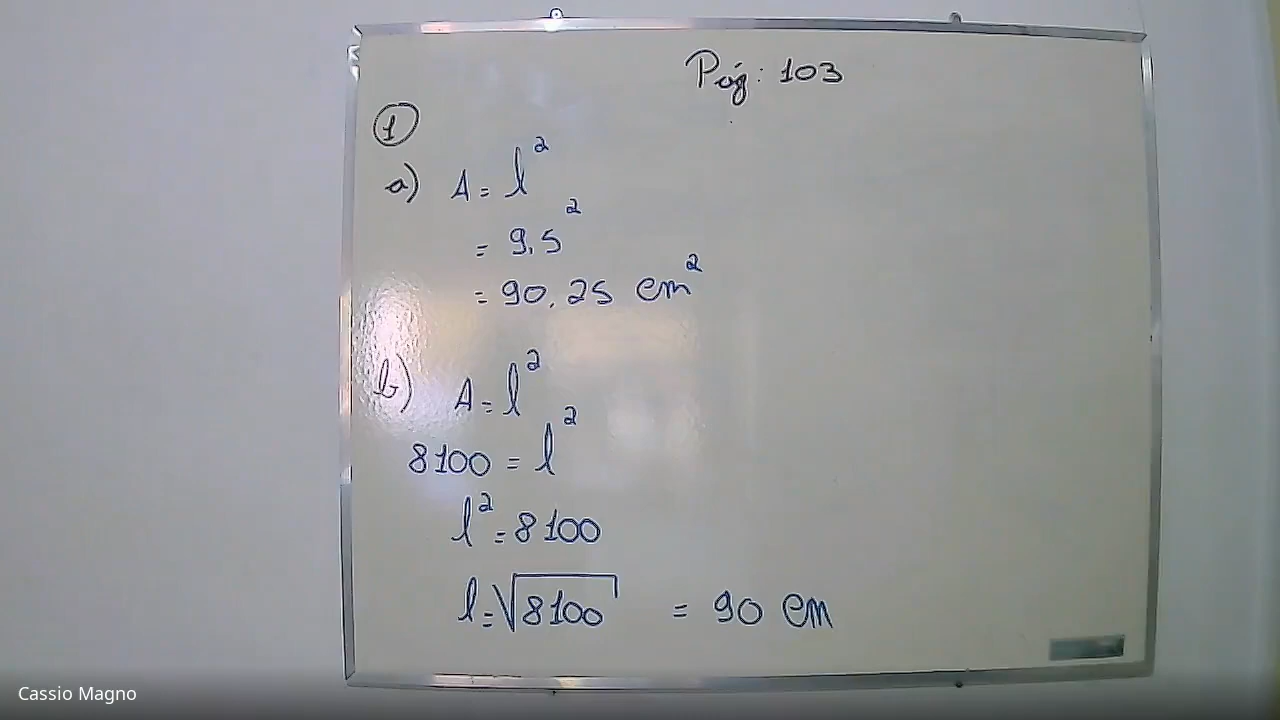 Pág: 103
1
a) A = l²
= 9,5²
= 90,25 cm²
b) A = l²
8100 = l²
l² = 8100
l = √8100 = 90 cm
Cassio Magno